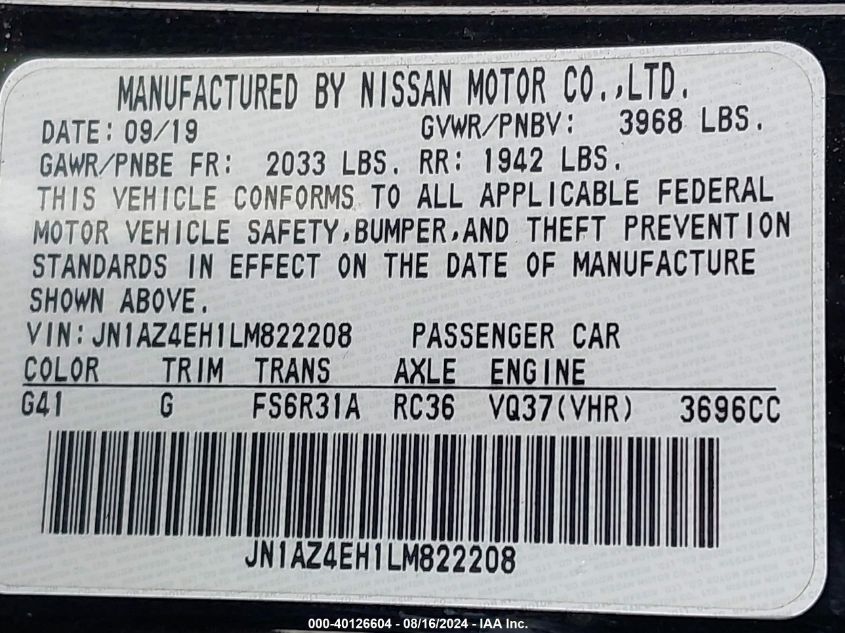 MANUFACTURED BY NISSAN MOTOR CO.,LTD.
DATE: 09/19 GVWR/PNBV: 3968 LBS.
GAWR/PNBE FR: 2033 LBS. RR: 1942 LBS.
THIS VEHICLE CONFORMS TO ALL APPLICABLE FEDERAL
MOTOR VEHICLE SAFETY,BUMPER,AND THEFT PREVENTION
STANDARDS IN EFFECT ON THE DATE OF MANUFACTURE
SHOWN ABOVE.
VIN: JN1AZ4EH1LM822208 PASSENGER CAR
COLOR TRIM TRANS AXLE ENGINE
G41 G FS6R31A RC36 VQ37(VHR) 3696CC
JN1AZ4EH1LM822208
000-40126604 - 08/16/2024 - IAA Inc.